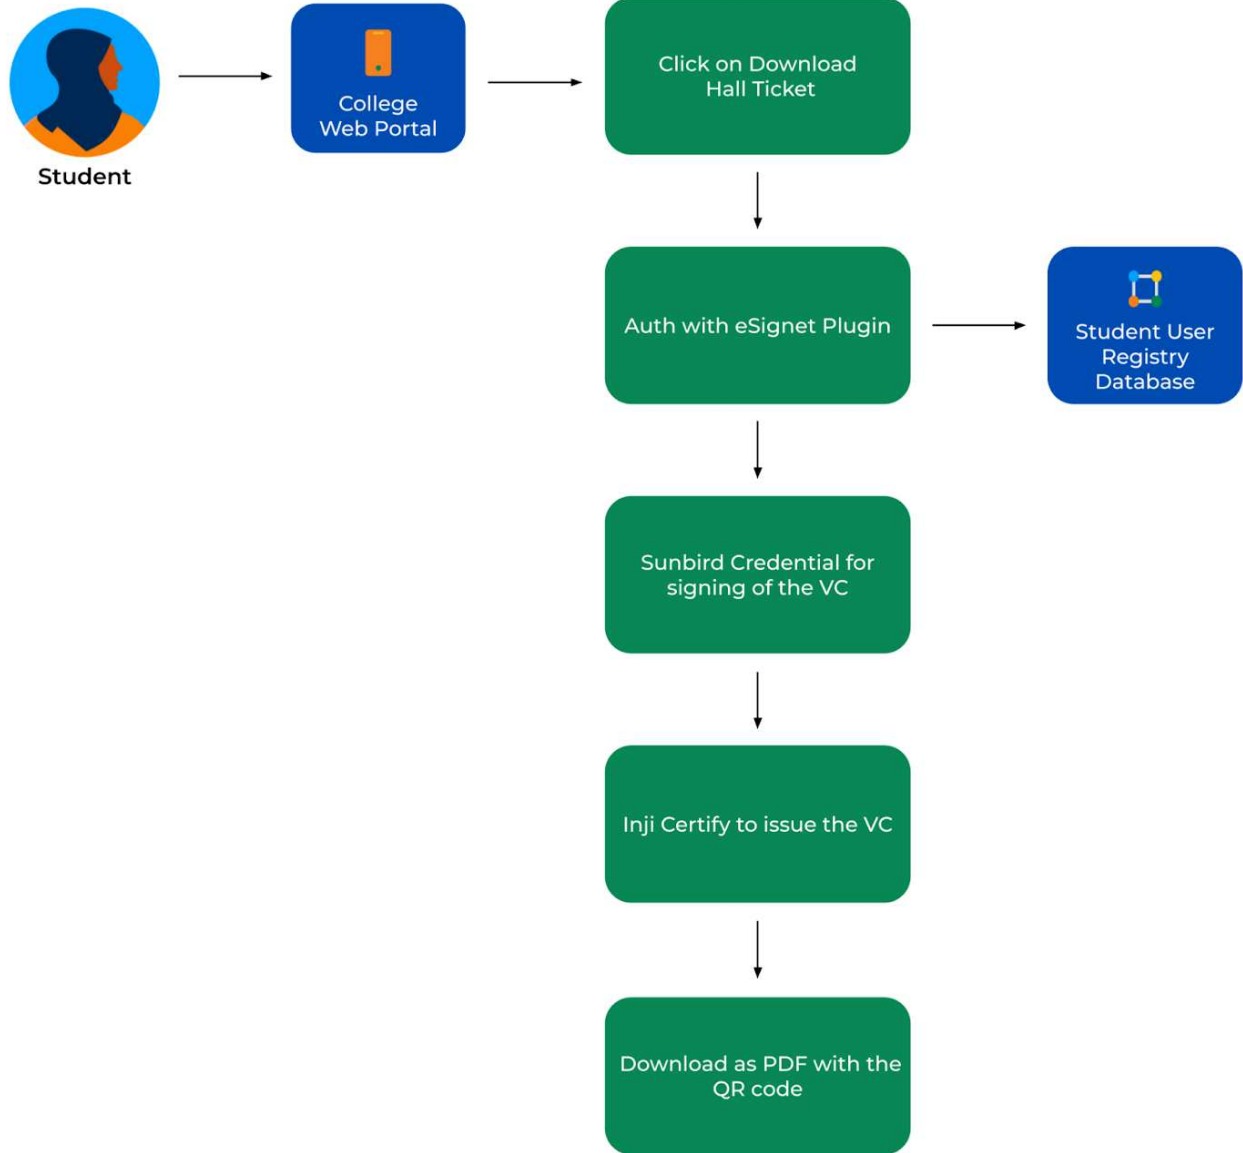 Student
College
Web Portal
Click on Download
Hall Ticket
Auth with eSignet Plugin
Student User
Registry
Database
Sunbird Credential for
signing of the VC
Inji Certify to issue the VC
Download as PDF with the
QR code